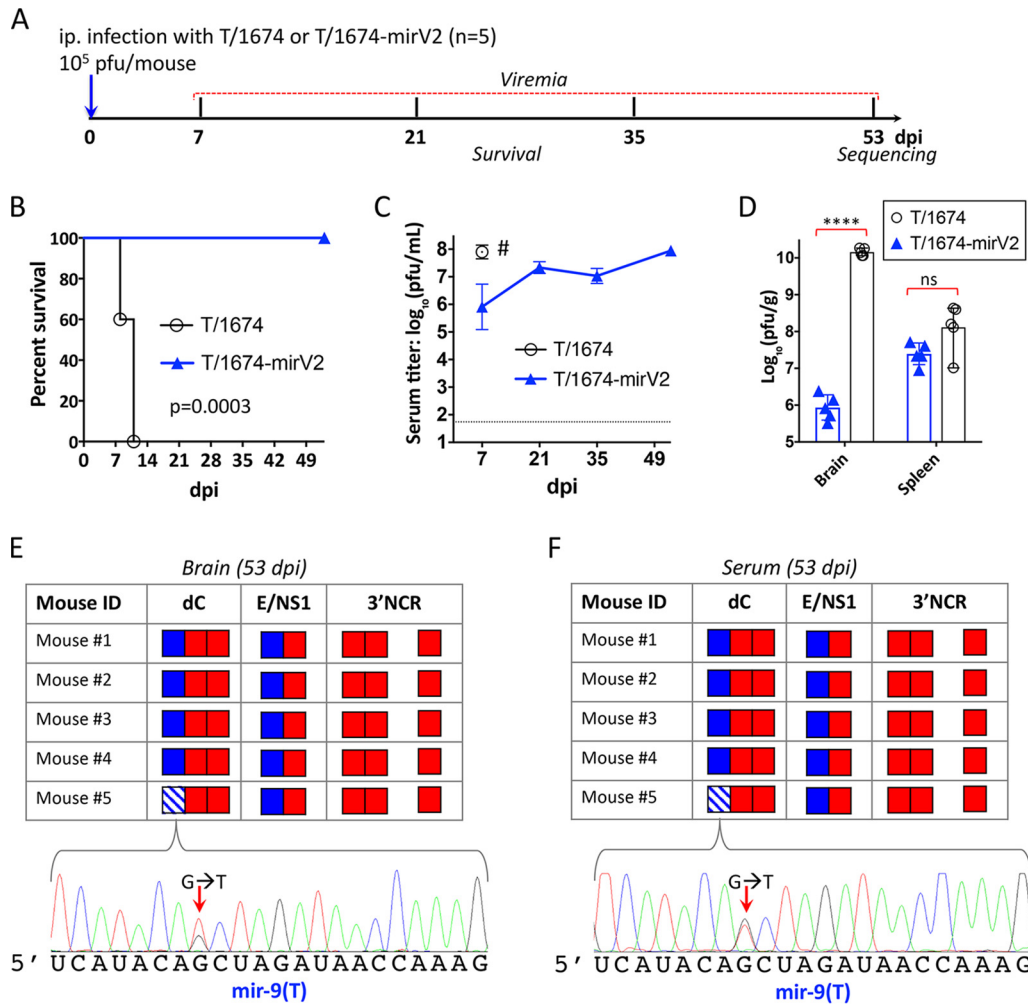 A
ip. infection with T/1674 or T/1674-mirV2 (n=5)
10⁵ pfu/mouse
Viremia
0 7 21 35 53 dpi
Survival Sequencing
B
Percent survival
100
80
60
40
20
0
T/1674
T/1674-mirV2
p=0.0003
0 7 14 21 28 35 42 49
dpi
C
Serum titer: log₁₀(pfu/mL)
9
8
7
6
5
4
3
2
1
#
T/1674
T/1674-mirV2
7 21 35 49
dpi
D
T/1674
T/1674-mirV2
Log₁₀(pfu/g)
10
9
8
7
6
5
****
ns
Brain Spleen
E
Brain (53 dpi)
Mouse ID dC E/NS1 3'NCR
Mouse #1
Mouse #2
Mouse #3
Mouse #4
Mouse #5
G→T
5' UCAUACAGCUAGAUAACCAAAG
mir-9(T)
F
Serum (53 dpi)
Mouse ID dC E/NS1 3'NCR
Mouse #1
Mouse #2
Mouse #3
Mouse #4
Mouse #5
G→T
5' UCAUACAGCUAGAUAACCAAAG
mir-9(T)